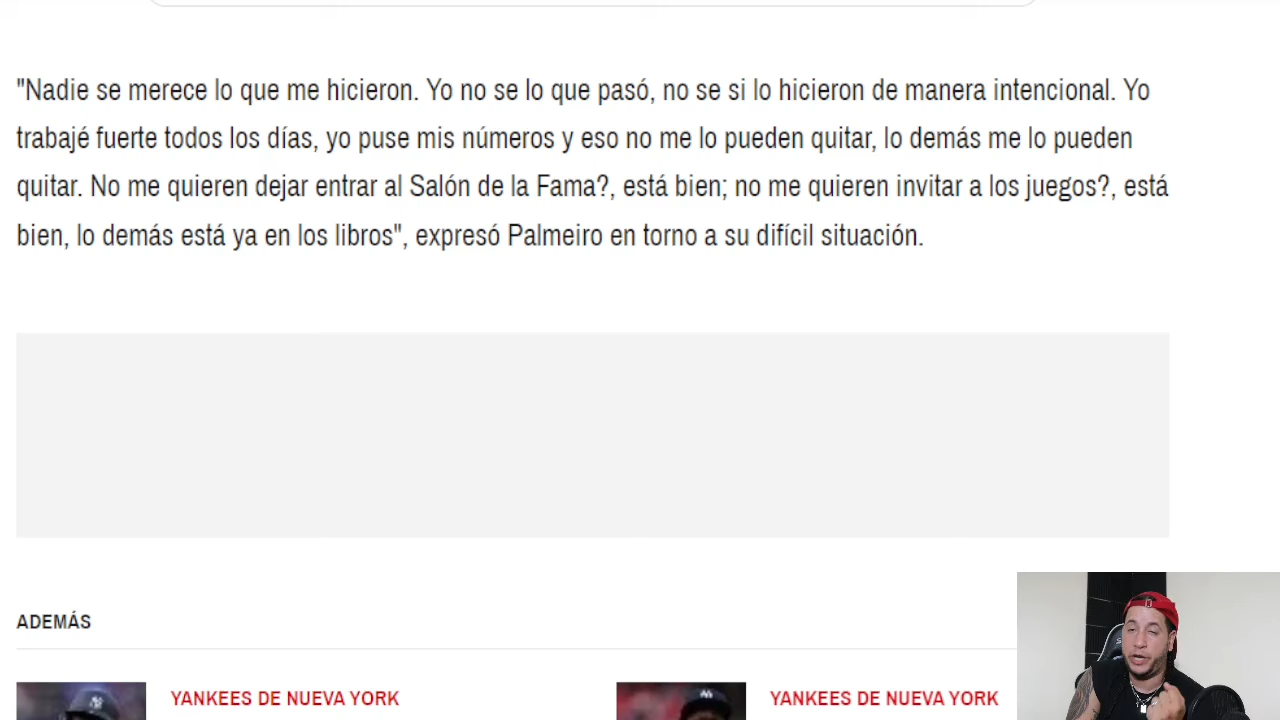 "Nadie se merece lo que me hicieron. Yo no se lo que pasó, no se si lo hicieron de manera intencional. Yo
trabajé fuerte todos los días, yo puse mis números y eso no me lo pueden quitar, lo demás me lo pueden
quitar. No me quieren dejar entrar al Salón de la Fama?, está bien; no me quieren invitar a los juegos?, está
bien, lo demás está ya en los libros", expresó Palmeiro en torno a su difícil situación.
ADEMÁS
YANKEES DE NUEVA YORK
YANKEES DE NUEVA YORK